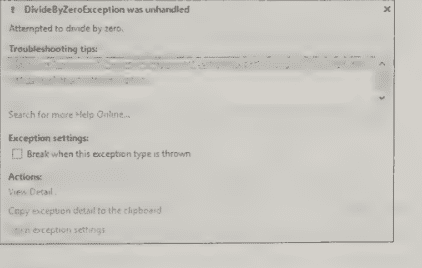 DivideByZeroException was unhandled
Attempted to divide by zero.
Troubleshooting tips:
Search for more Help Online...
Exception settings:
Break when this exception type is thrown
Actions:
View Detail...
Copy exception detail to the clipboard
exception settings